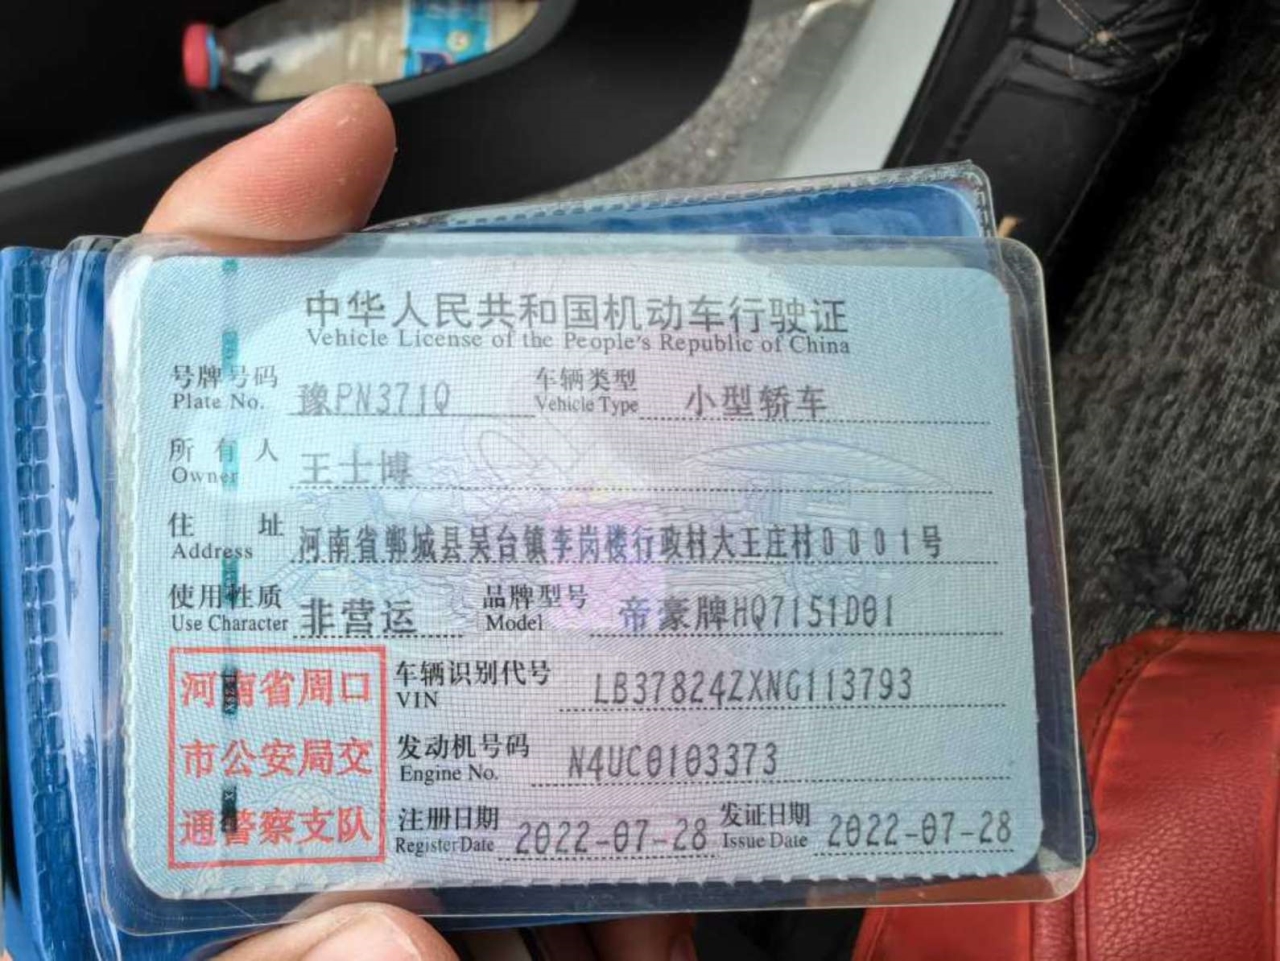 中华人民共和国机动车行驶证
Vehicle License of the People's Republic of China
号牌号码 豫PN371Q 车辆类型 小型轿车
Plate No. Vehicle Type
所有人 王士博
Owner
住址 河南省郸城县吴台镇李岗楼行政村大王庄村0001号
Address
使用性质 非营运 品牌型号 帝豪牌HQ7151D01
Use Character Model
河南省周口
市公安局交
通警察支队
车辆识别代号 LB37824ZXNG113793
VIN
发动机号码 N4UC0103373
Engine No.
注册日期 2022-07-28 发证日期 2022-07-28
Register Date Issue Date